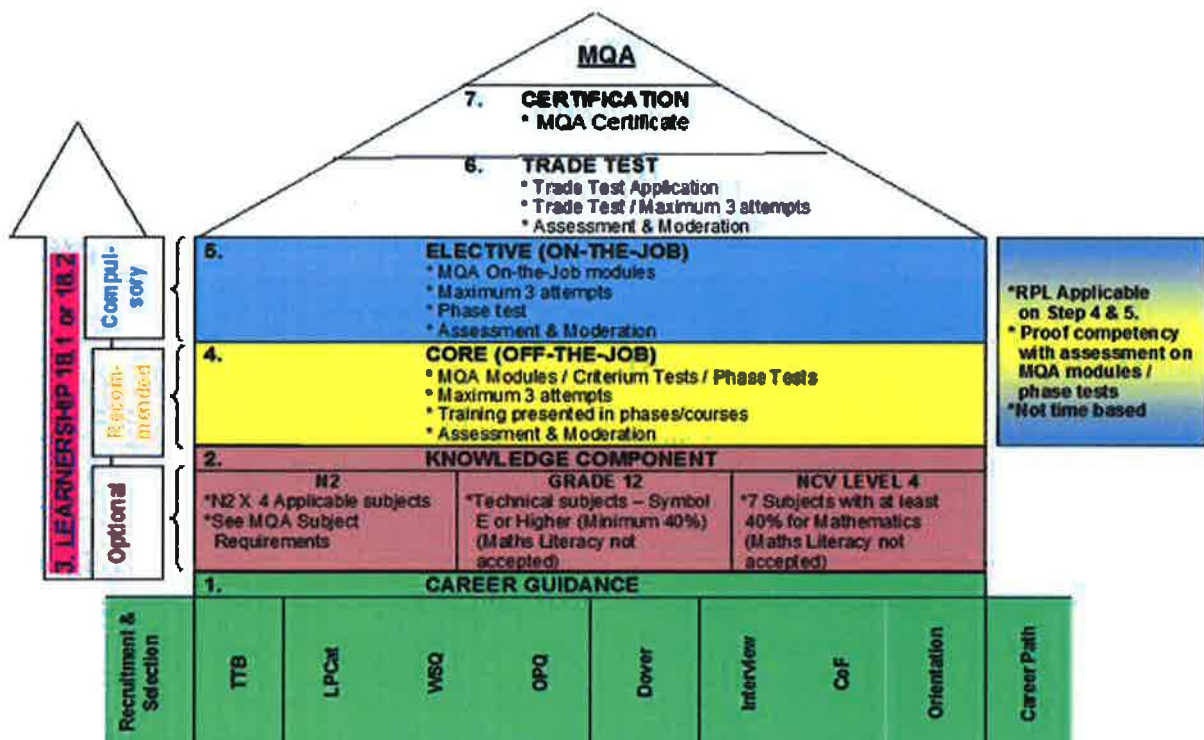 MQA
7. CERTIFICATION
* MQA Certificate
6. TRADE TEST
* Trade Test Application
* Trade Test / Maximum 3 attempts
* Assessment & Moderation
5. ELECTIVE (ON-THE-JOB)
* MQA On-the-Job modules
* Maximum 3 attempts
* Phase test
* Assessment & Moderation
4. CORE (OFF-THE-JOB)
* MQA Modules / Criterium Tests / Phase Tests
* Maximum 3 attempts
* Training presented in phases/courses
* Assessment & Moderation
2. KNOWLEDGE COMPONENT
N2
*N2 X 4 Applicable subjects
*See MQA Subject
Requirements
GRADE 12
*Technical subjects – Symbol
E or Higher (Minimum 40%)
(Maths Literacy not
accepted)
NCV LEVEL 4
*7 Subjects with at least
40% for Mathematics
(Maths Literacy not
accepted)
1. CAREER GUIDANCE
Recruitment &
Selection
TTB
LPCat
WSQ
OPQ
Dover
Interview
CoF
Orientation
Career Path
3. LEARNERSHIP 18.1 or 18.2
Compul-
sory
Recom-
mended
Optional
*RPL Applicable
on Step 4 & 5.
* Proof competency
with assessment on
MQA modules /
phase tests
*Not time based